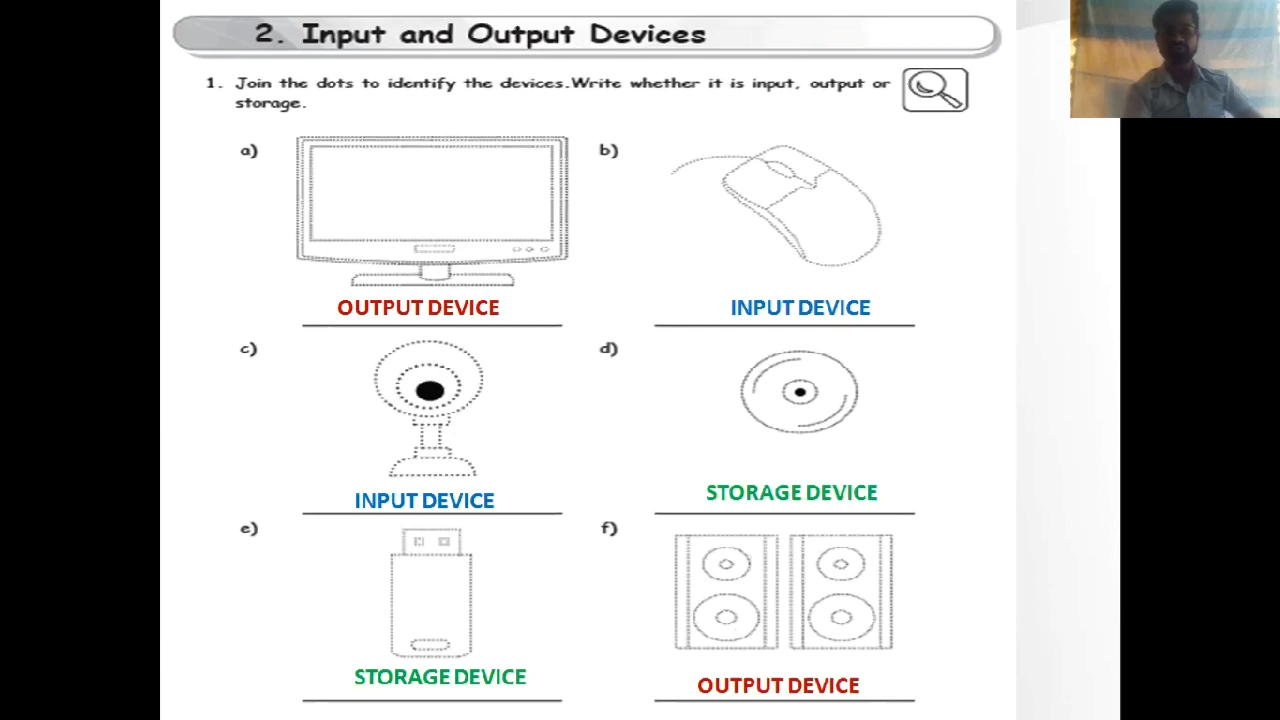 2. Input and Output Devices
1. Join the dots to identify the devices.Write whether it is input, output or
storage.
a)
b)
OUTPUT DEVICE
INPUT DEVICE
c)
d)
INPUT DEVICE
STORAGE DEVICE
e)
f)
STORAGE DEVICE
OUTPUT DEVICE